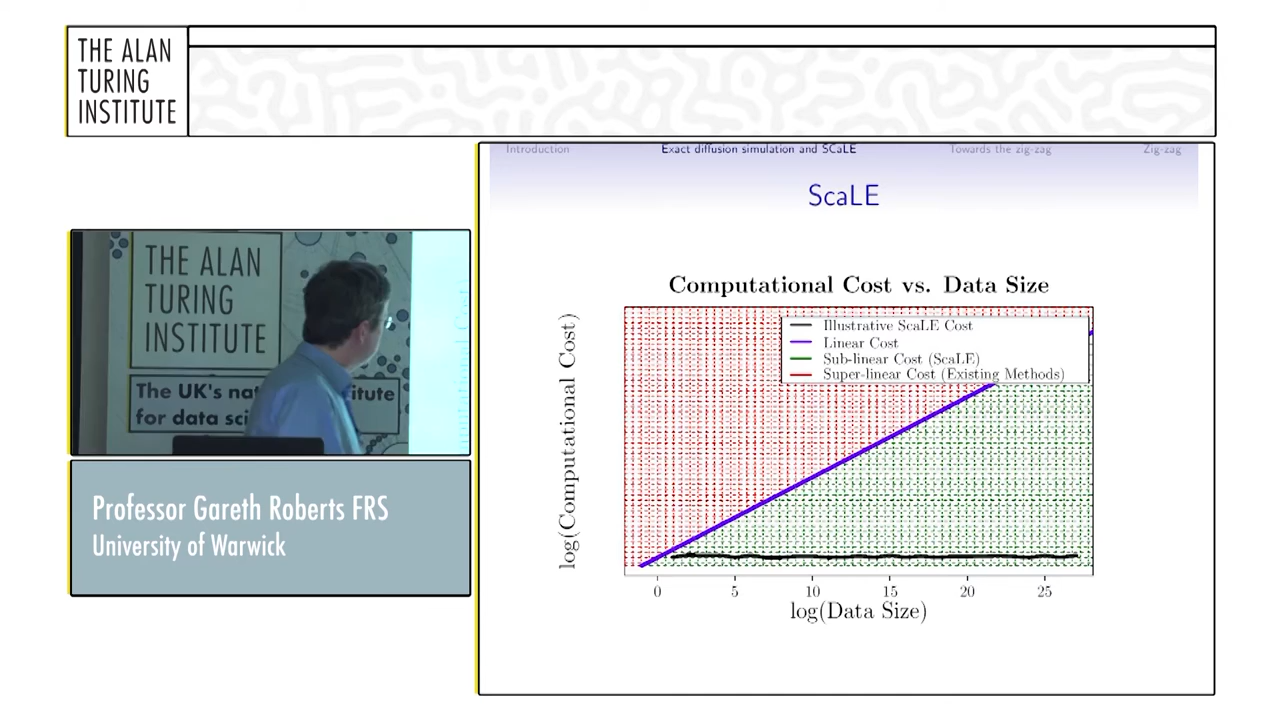 THE ALAN
TURING
INSTITUTE
Introduction
Exact diffusion simulation and SCaLE
Towards the zig-zag
Zig-zag
ScaLE
THE ALAN
TURING
INSTITUTE
The UK's nat
itute
for data sci
Professor Gareth Roberts FRS
University of Warwick
Computational Cost vs. Data Size
log(Computational Cost)
Illustrative ScaLE Cost
Linear Cost
Sub-linear Cost (ScaLE)
Super-linear Cost (Existing Methods)
0 5 10 15 20 25
log(Data Size)